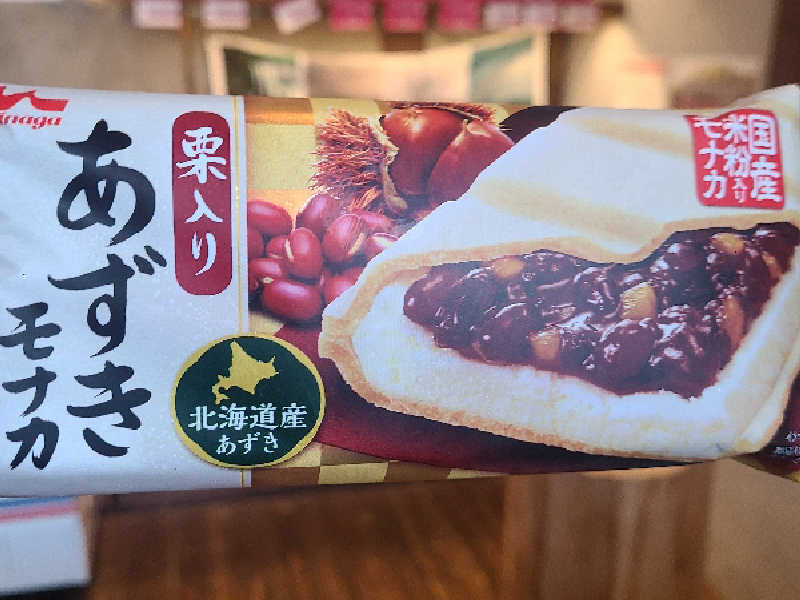 inaga
あずき
モナカ
栗入り
北海道産
あずき
国産
米粉入り
モナカ